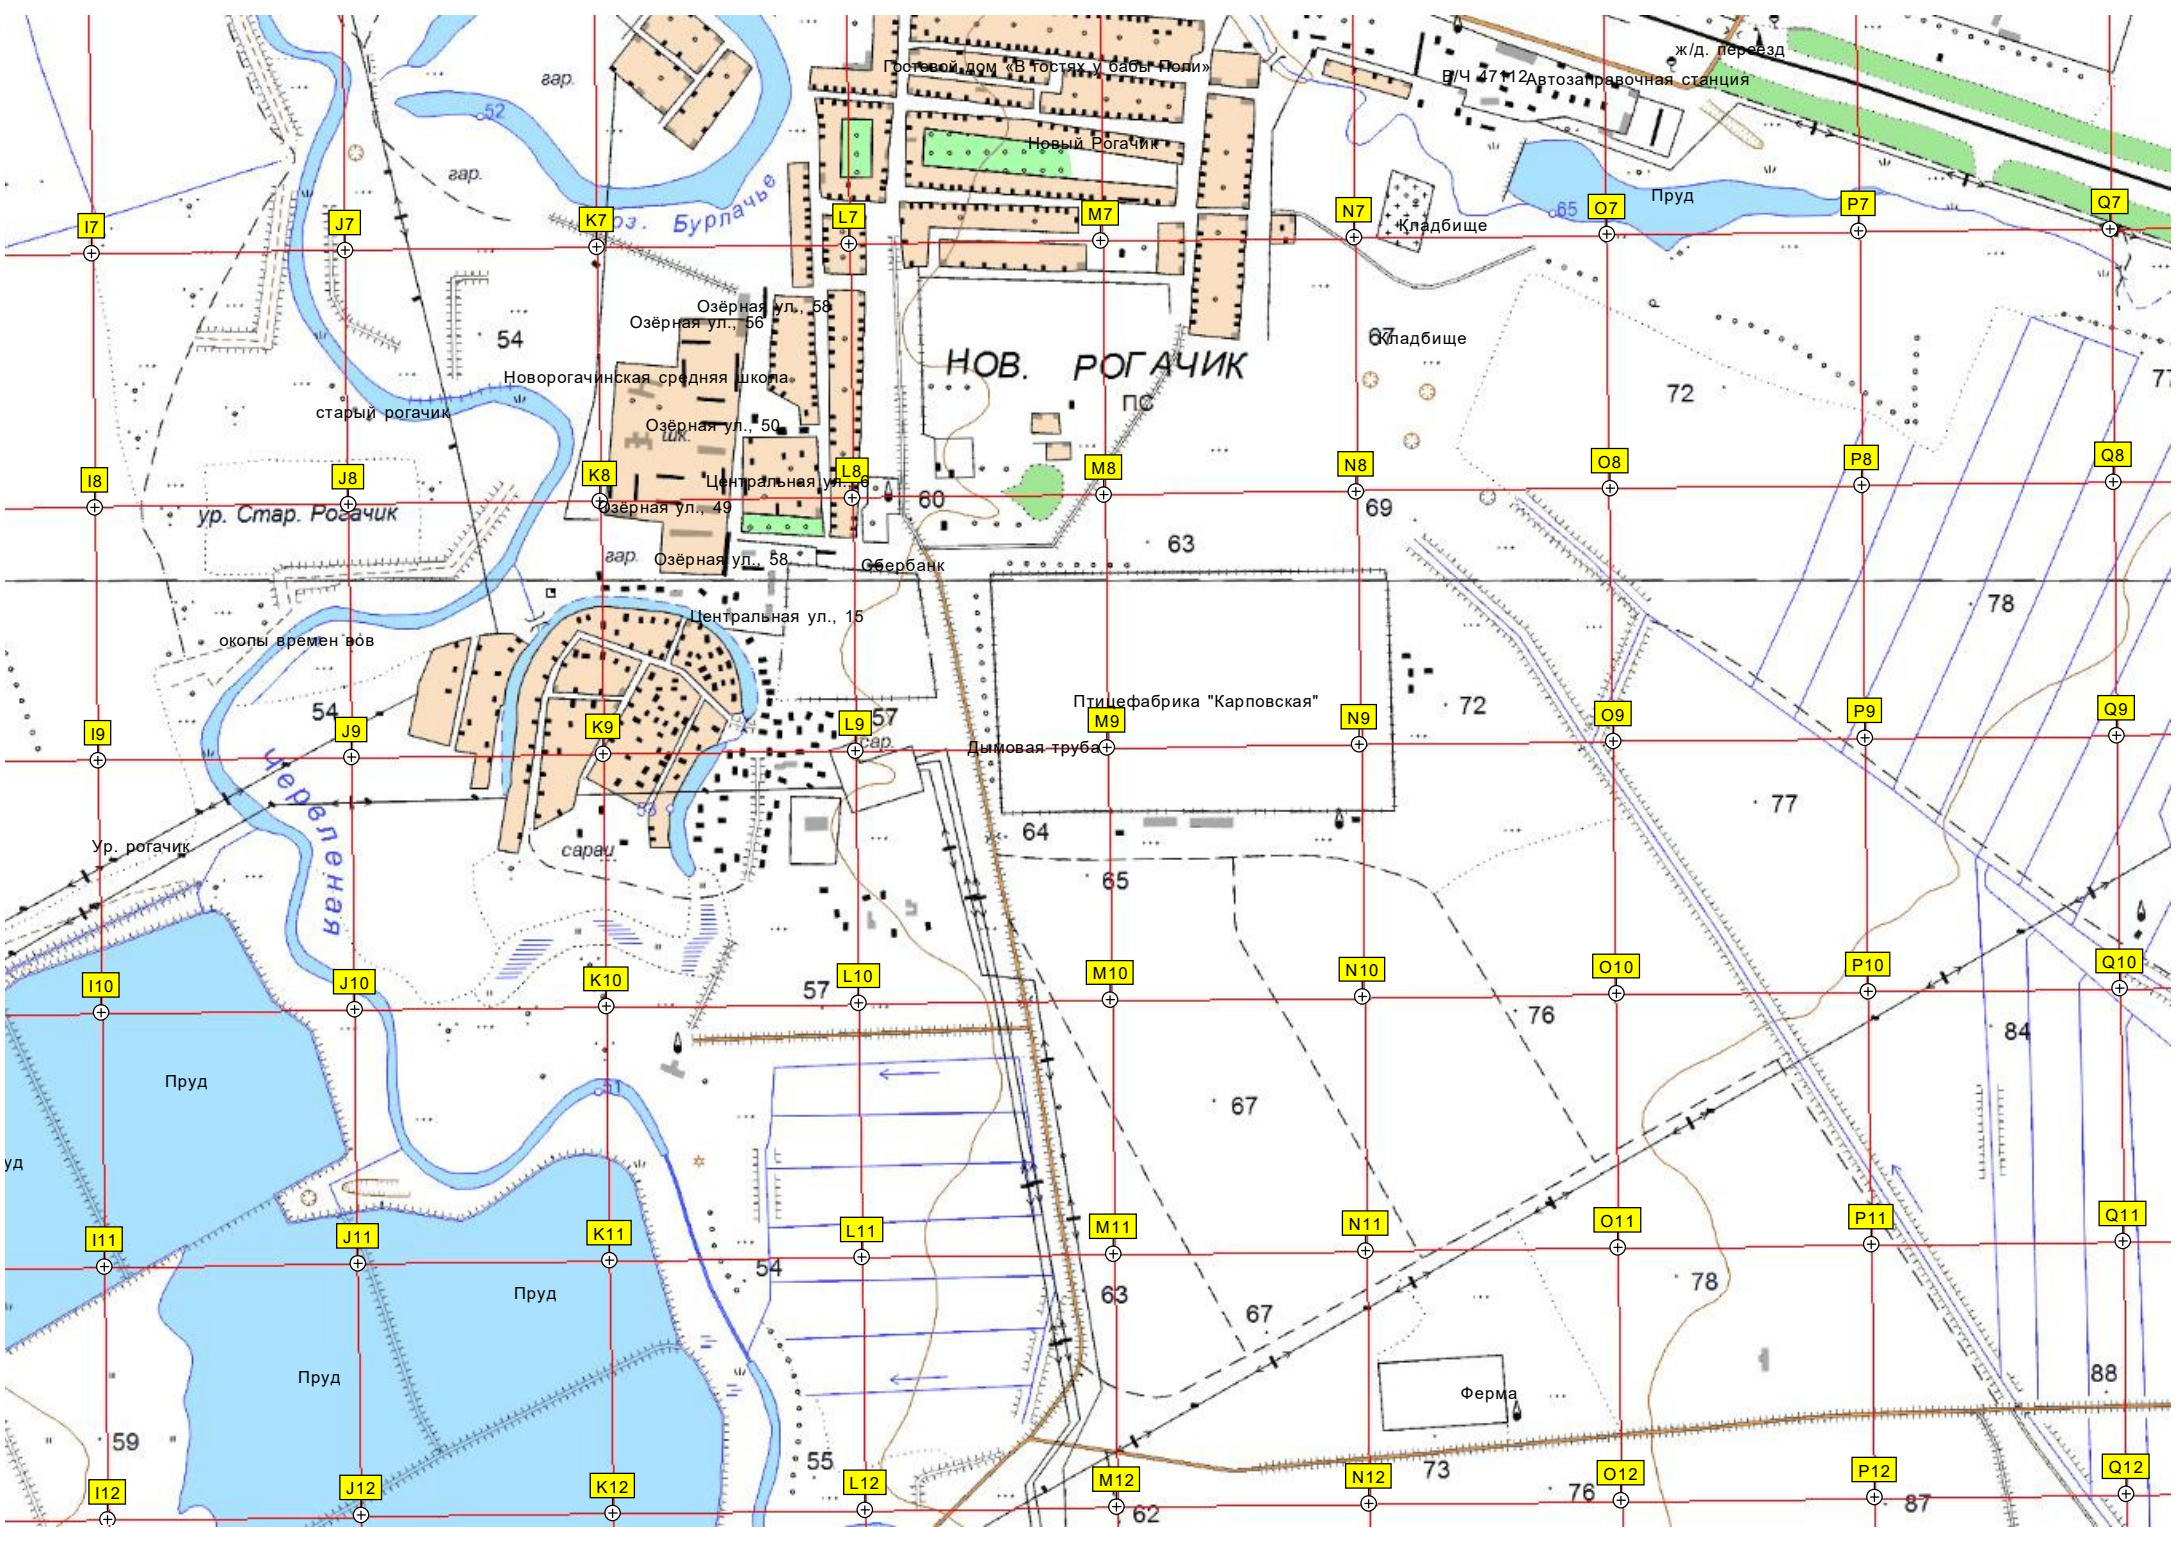 ж/д. переезд
Гостевой дом «В гостях у бабы Поли»
В/Ч 47112
Автозаправочная станция
гар.
52
Новый Рогачик
гар.
оз. Бурлачье
65
Пруд
Кладбище
I7
J7
K7
L7
M7
N7
O7
P7
Q7
Озёрная ул., 58
Озёрная ул., 56
54
67
Кладбище
НОВ. РОГАЧИК
ПС
72
77
Новорогачинская средняя школа
старый рогачик
Озёрная ул., 50
шк.
I8
J8
K8
L8
M8
N8
O8
P8
Q8
Центральная ул., 6
60
69
ур. Стар. Рогачик
Озёрная ул., 49
63
гар.
Озёрная ул., 58
Сбербанк
78
Центральная ул., 15
окопы времен вов
54
57
72
Птицефабрика "Карповская"
I9
J9
K9
L9
M9
N9
O9
P9
Q9
сар.
Дымовая труба
Червленая
53
77
64
Ур. рогачик
сараи
65
I10
J10
K10
L10
M10
N10
O10
P10
Q10
57
76
84
Пруд
51
67
уд
I11
J11
K11
L11
M11
N11
O11
P11
Q11
54
78
Пруд
63
67
Пруд
88
Ферма
59
55
73
I12
J12
K12
L12
M12
N12
O12
P12
Q12
76
87
62